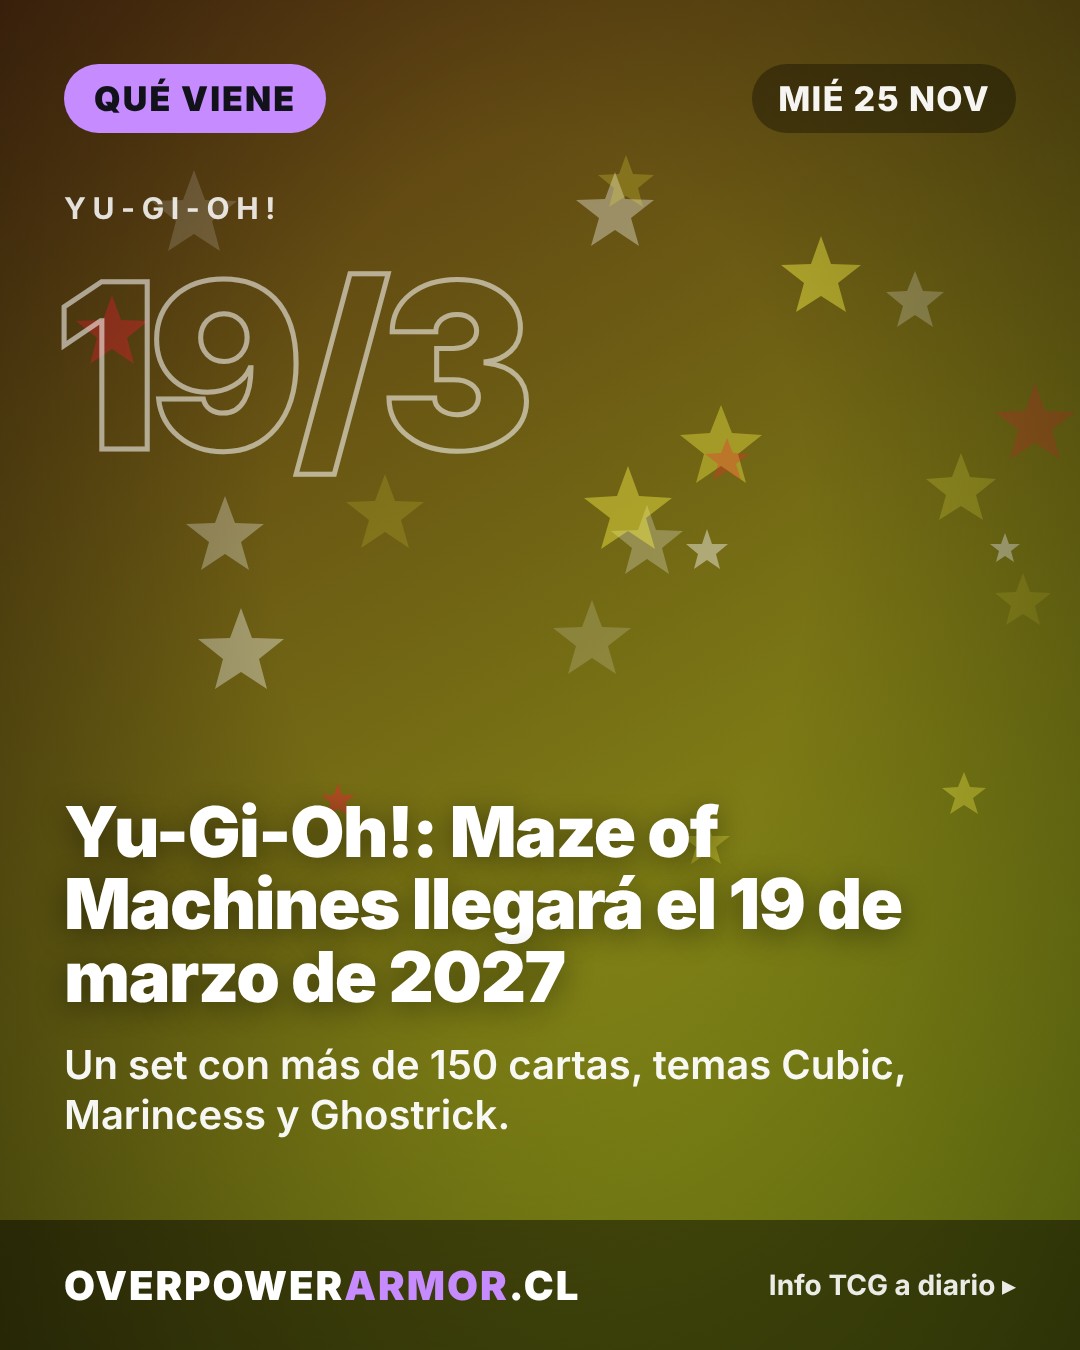 QUÉ VIENE
MIÉ 25 NOV
YU-GI-OH!
19/3
Yu-Gi-Oh!: Maze of
Machines llegará el 19 de
marzo de 2027
Un set con más de 150 cartas, temas Cubic,
Marincess y Ghostrick.
OVERPOWERARMOR.CL
Info TCG a diario ▸